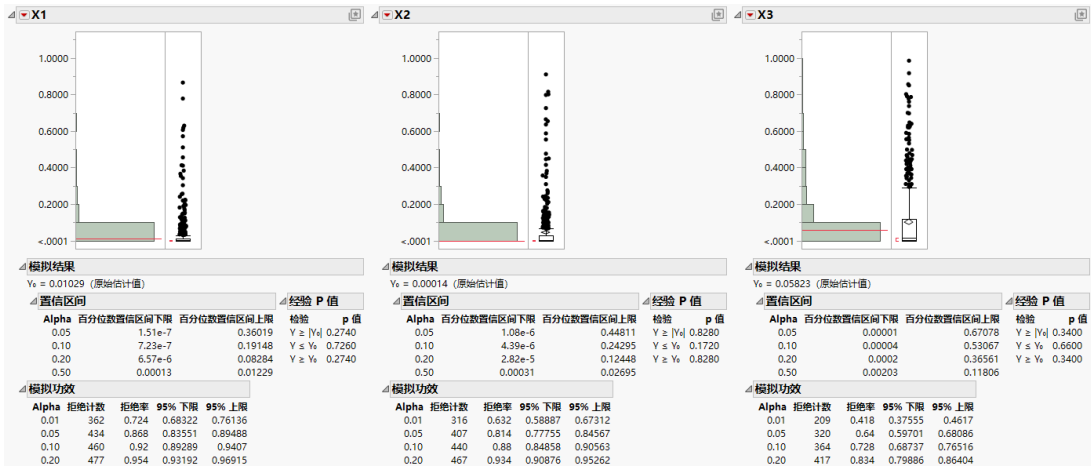 X1
1.0000
0.8000
0.6000
0.4000
0.2000
<.0001
模拟结果
Y₀ = 0.01029（原始估计值）
置信区间
Alpha 百分位数置信区间下限 百分位数置信区间上限
0.05 1.51e-7 0.36019
0.10 7.23e-7 0.19148
0.20 6.57e-6 0.08284
0.50 0.00013 0.01229
经验 P 值
检验 p 值
Y ≥ |Y₀| 0.2740
Y ≤ Y₀ 0.7260
Y ≥ Y₀ 0.2740
模拟功效
Alpha 拒绝计数 拒绝率 95% 下限 95% 上限
0.01 362 0.724 0.68322 0.76136
0.05 434 0.868 0.83551 0.89488
0.10 460 0.92 0.89289 0.9407
0.20 477 0.954 0.93192 0.96915
X2
1.0000
0.8000
0.6000
0.4000
0.2000
<.0001
模拟结果
Y₀ = 0.00014（原始估计值）
置信区间
Alpha 百分位数置信区间下限 百分位数置信区间上限
0.05 1.08e-6 0.44811
0.10 4.39e-6 0.24295
0.20 2.82e-5 0.12448
0.50 0.00031 0.02695
经验 P 值
检验 p 值
Y ≥ |Y₀| 0.8280
Y ≤ Y₀ 0.1720
Y ≥ Y₀ 0.8280
模拟功效
Alpha 拒绝计数 拒绝率 95% 下限 95% 上限
0.01 316 0.632 0.58887 0.67312
0.05 407 0.814 0.77755 0.84567
0.10 440 0.88 0.84858 0.90563
0.20 467 0.934 0.90876 0.95262
X3
1.0000
0.8000
0.6000
0.4000
0.2000
<.0001
模拟结果
Y₀ = 0.05823（原始估计值）
置信区间
Alpha 百分位数置信区间下限 百分位数置信区间上限
0.05 0.00001 0.67078
0.10 0.00004 0.53067
0.20 0.0002 0.36561
0.50 0.00203 0.11806
经验 P 值
检验 p 值
Y ≥ |Y₀| 0.3400
Y ≤ Y₀ 0.6600
Y ≥ Y₀ 0.3400
模拟功效
Alpha 拒绝计数 拒绝率 95% 下限 95% 上限
0.01 209 0.418 0.37555 0.4617
0.05 320 0.64 0.59701 0.68086
0.10 364 0.728 0.68737 0.76516
0.20 417 0.834 0.79886 0.86404